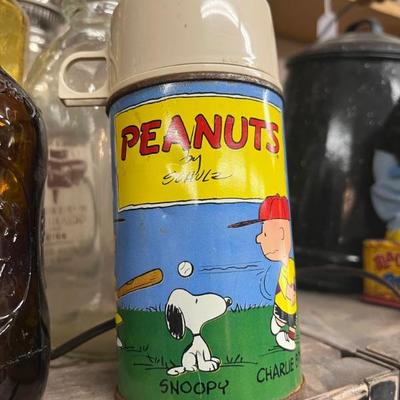 PEANUTS
by
SCHULZ
SNOOPY
CHARLIE